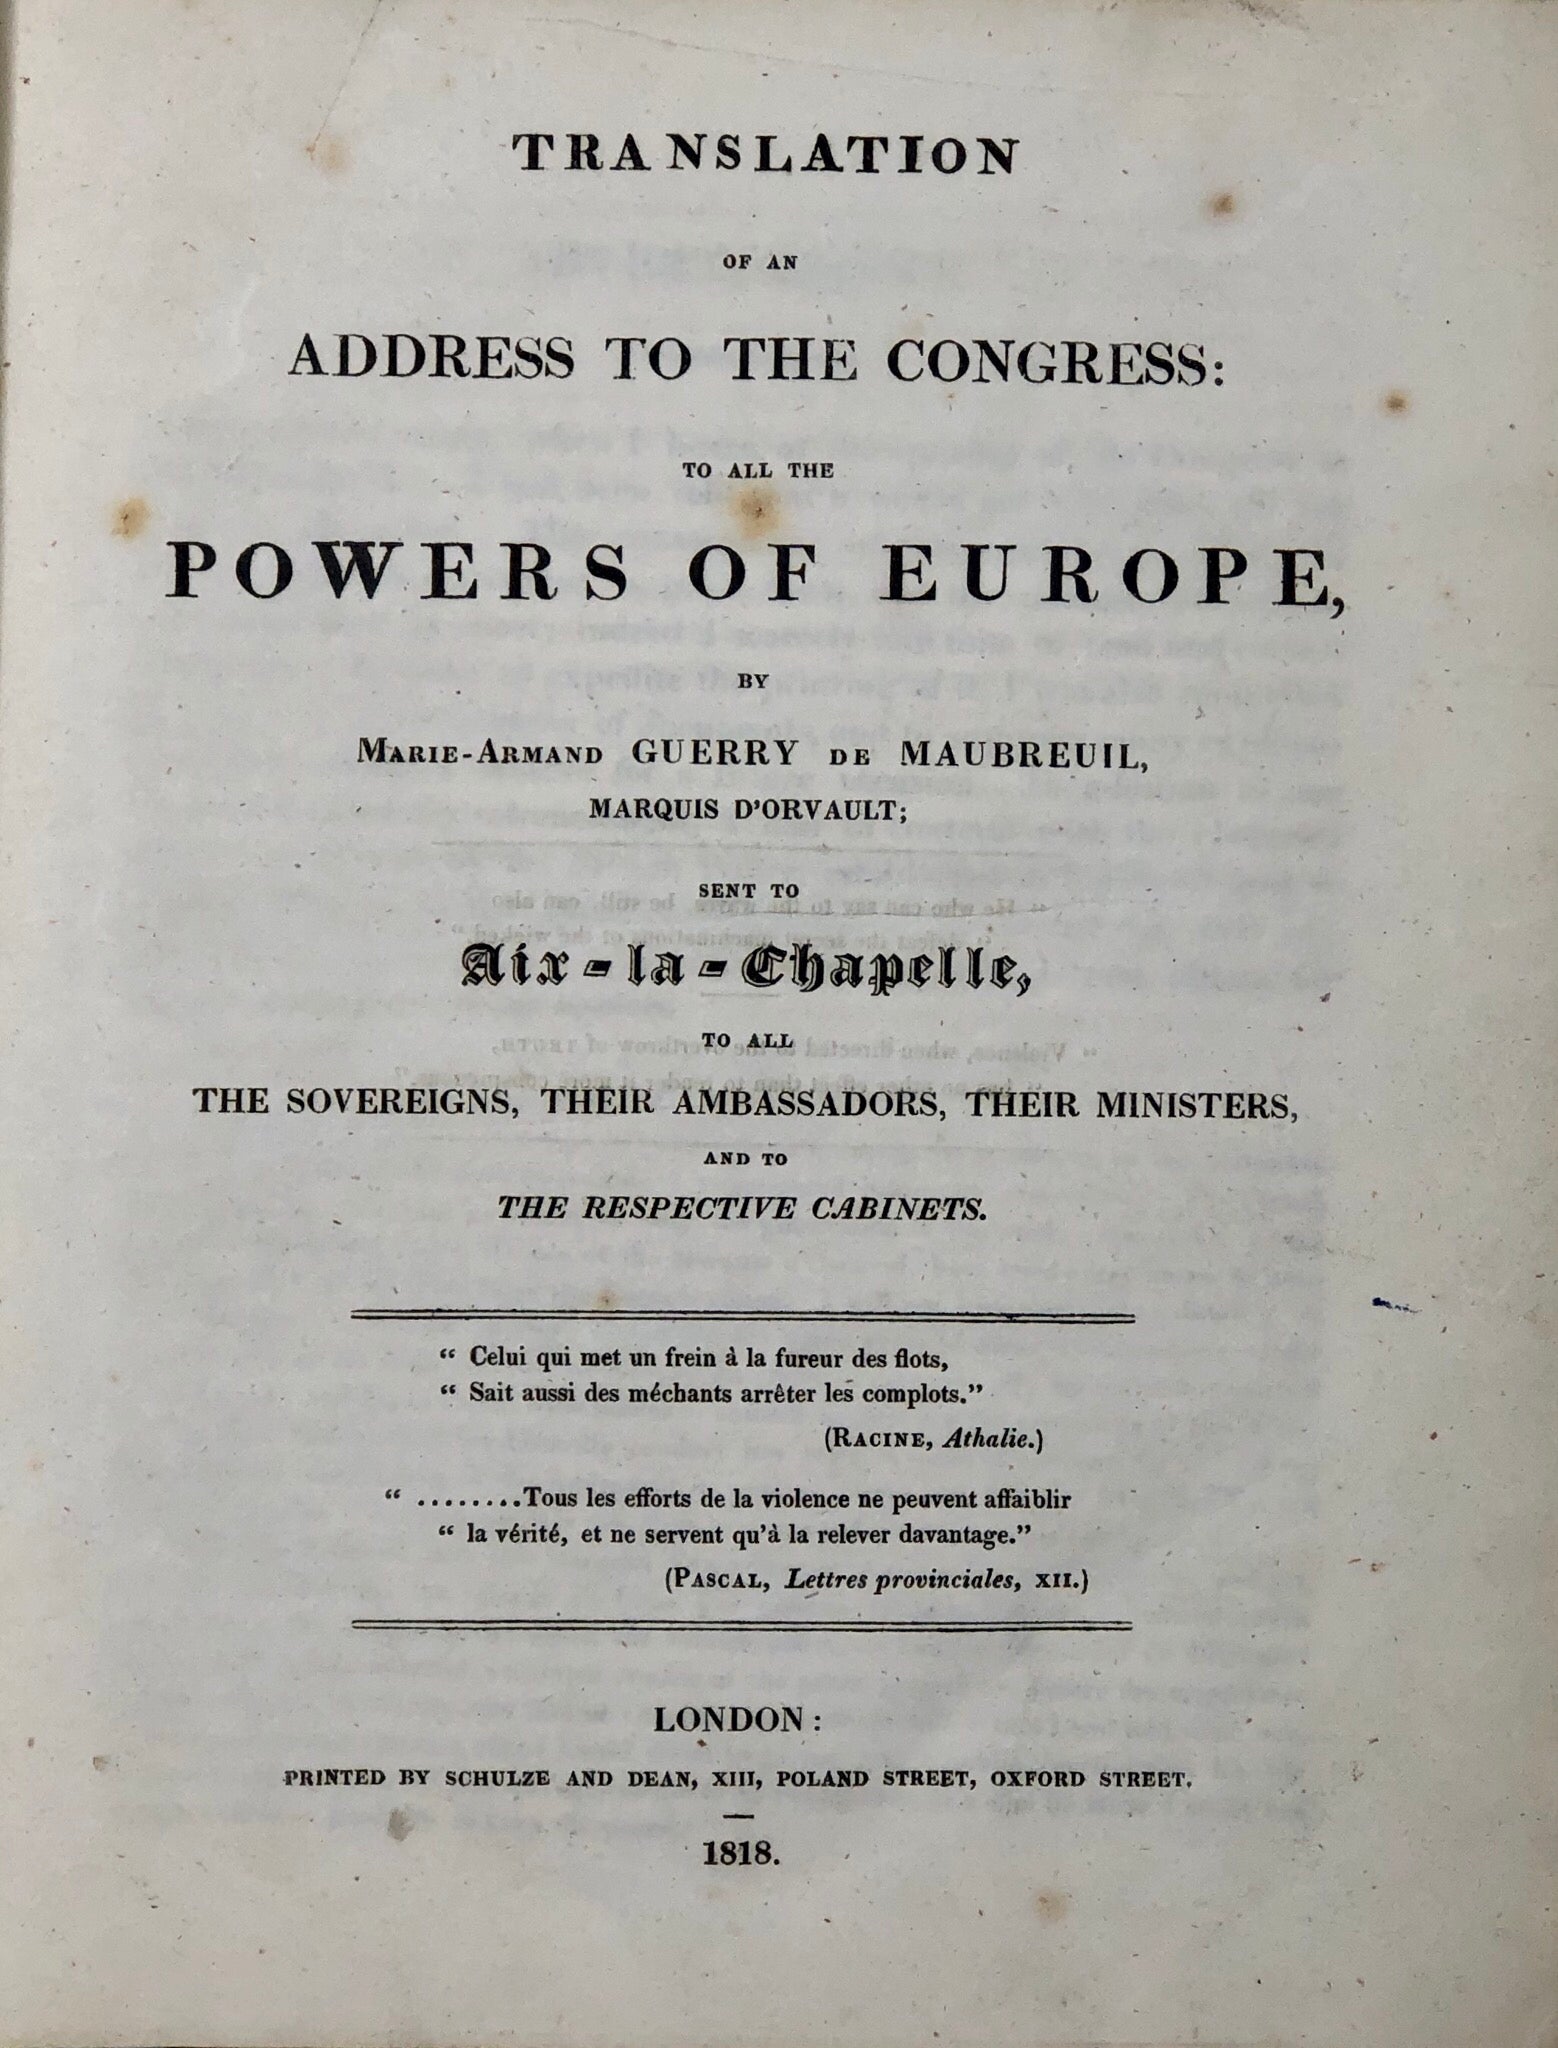 TRANSLATION
OF AN
ADDRESS TO THE CONGRESS:
TO ALL THE
POWERS OF EUROPE,
BY
MARIE-ARMAND GUERRY DE MAUBREUIL,
MARQUIS D'ORVAULT;
SENT TO
Aix-la-Chapelle,
TO ALL
THE SOVEREIGNS, THEIR AMBASSADORS, THEIR MINISTERS,
AND TO
THE RESPECTIVE CABINETS.
“ Celui qui met un frein à la fureur des flots,
“ Sait aussi des méchants arrêter les complots.”
(RACINE, Athalie.)
“ ........Tous les efforts de la violence ne peuvent affaiblir
“ la vérité, et ne servent qu'à la relever davantage.”
(PASCAL, Lettres provinciales, XII.)
LONDON:
PRINTED BY SCHULZE AND DEAN, XIII, POLAND STREET, OXFORD STREET.
1818.